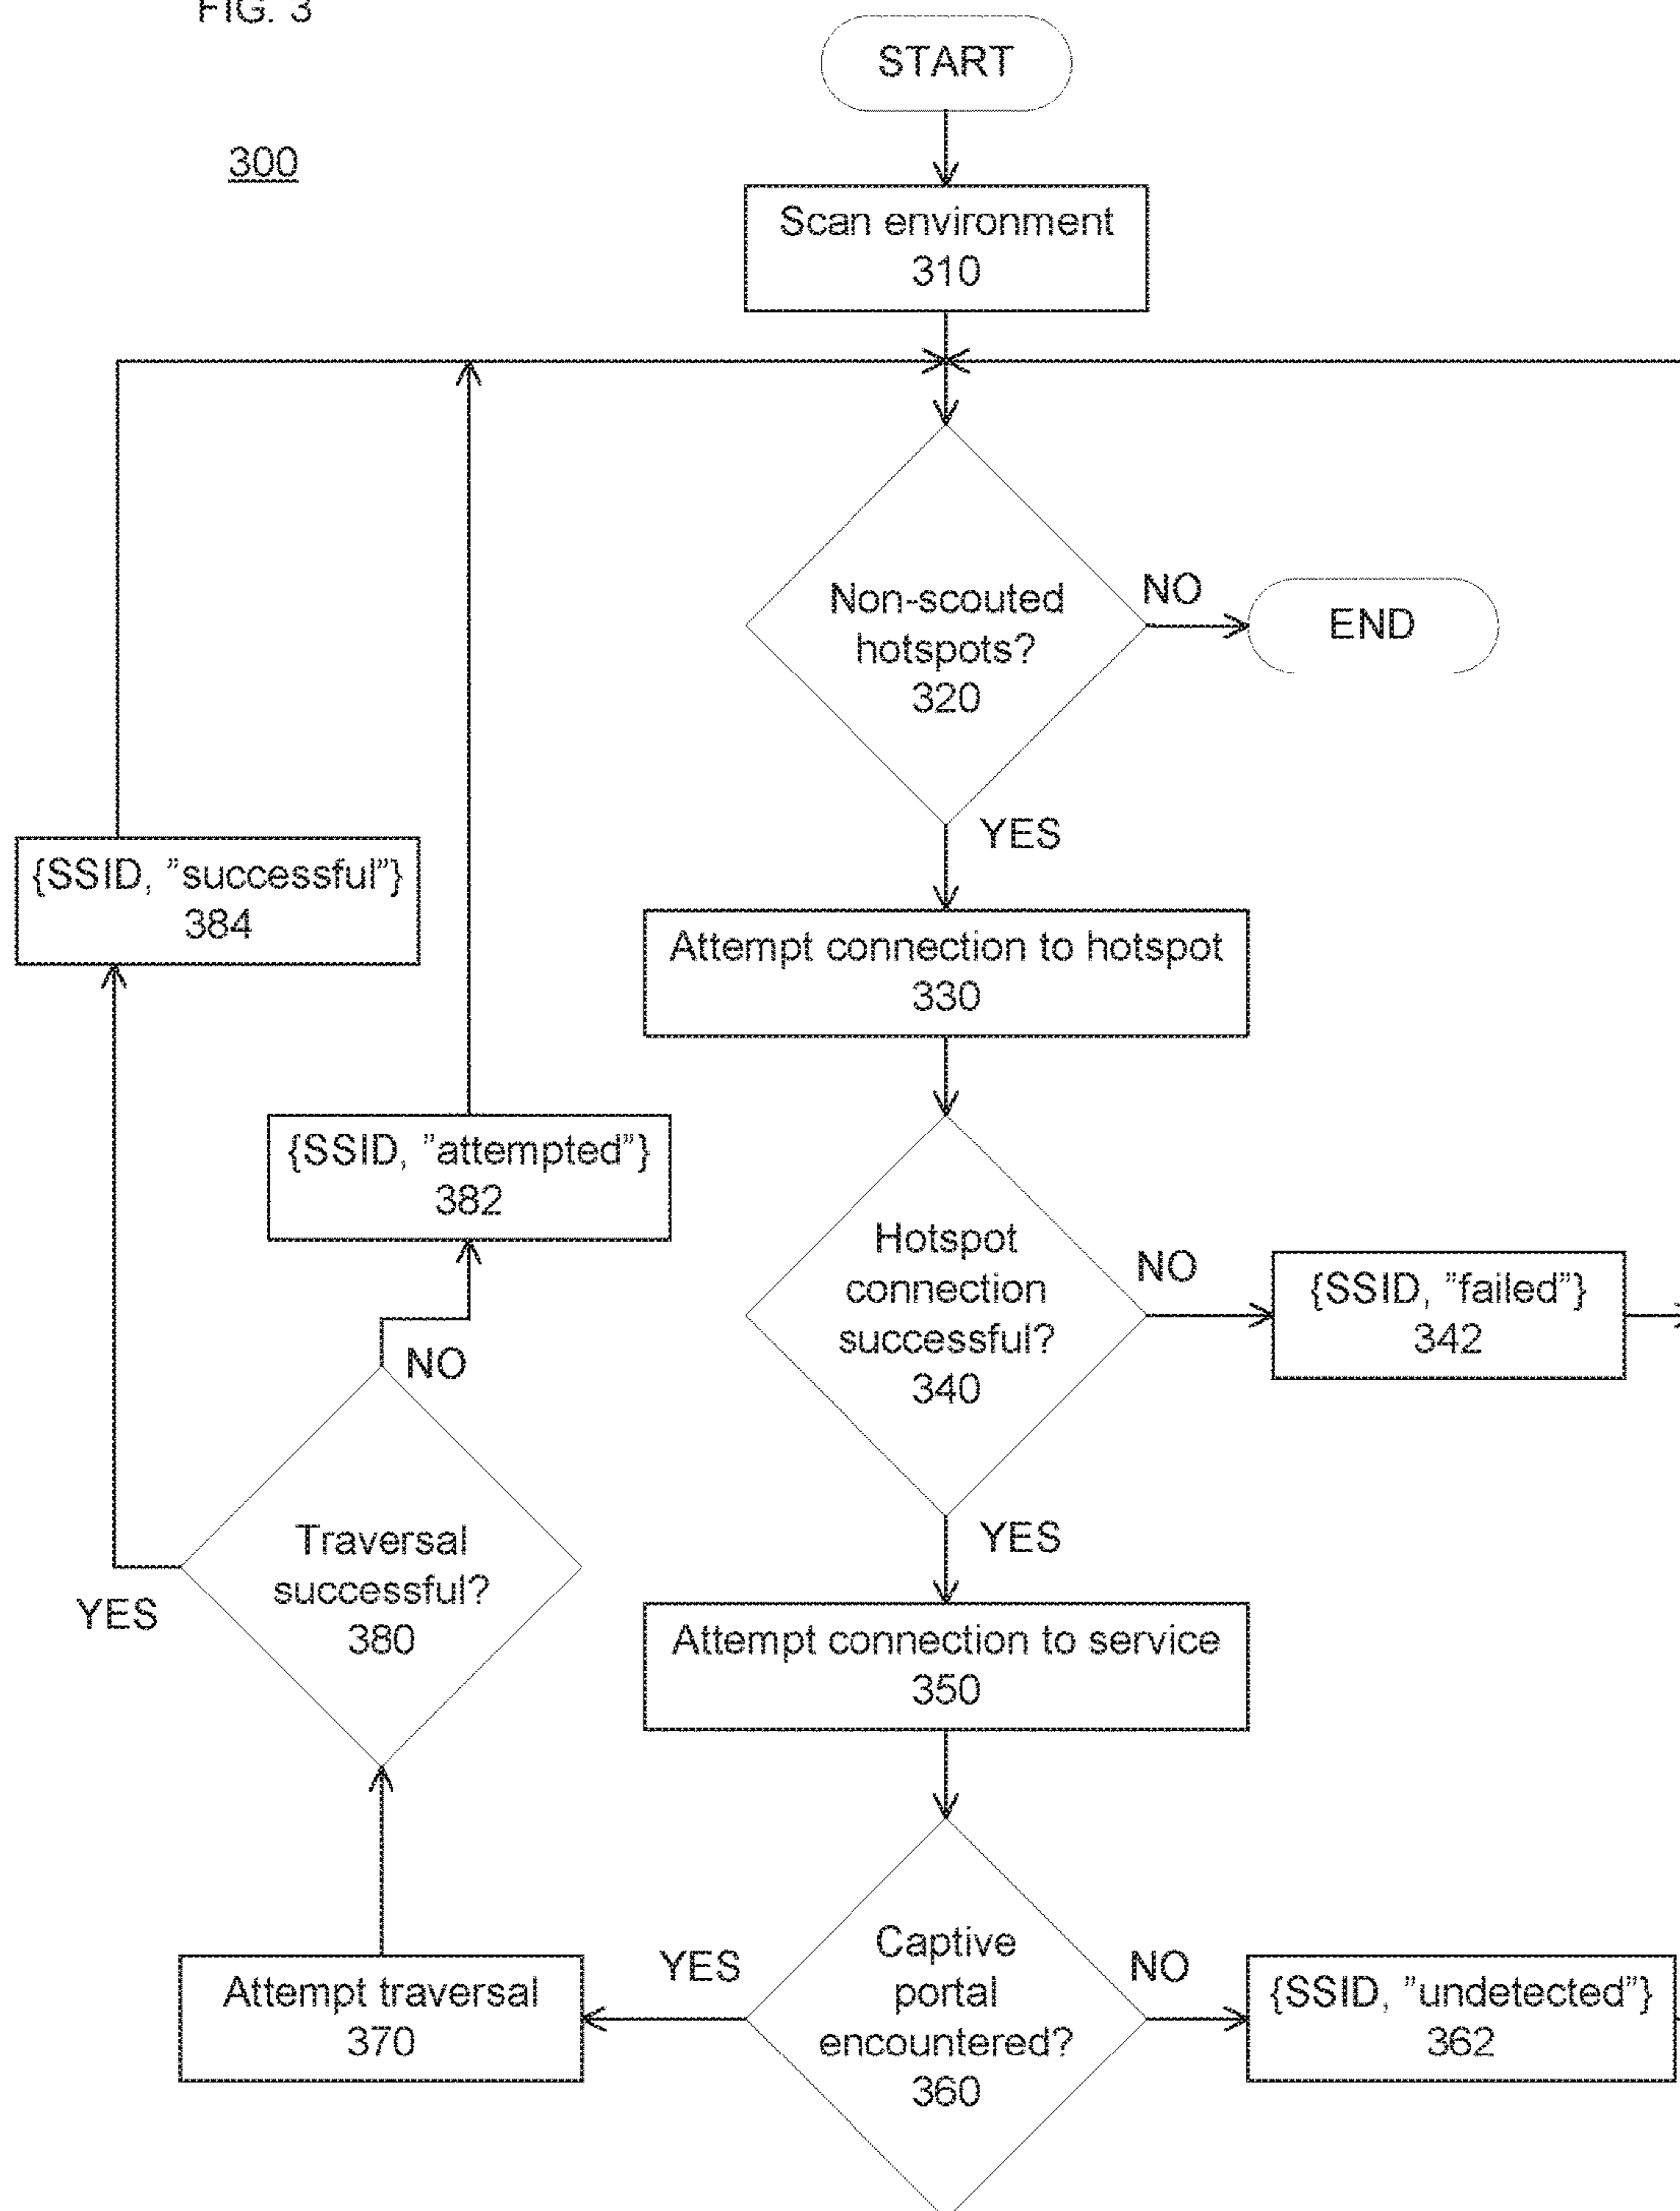 FIG. 3
300
START
Scan environment
310
Non-scouted
hotspots?
320
NO
END
YES
{SSID, ”successful”}
384
Attempt connection to hotspot
330
{SSID, ”attempted”}
382
Hotspot
connection
successful?
340
NO
{SSID, ”failed”}
342
NO
YES
Traversal
successful?
380
YES
Attempt connection to service
350
Captive
portal
encountered?
360
YES
NO
Attempt traversal
370
{SSID, ”undetected”}
362